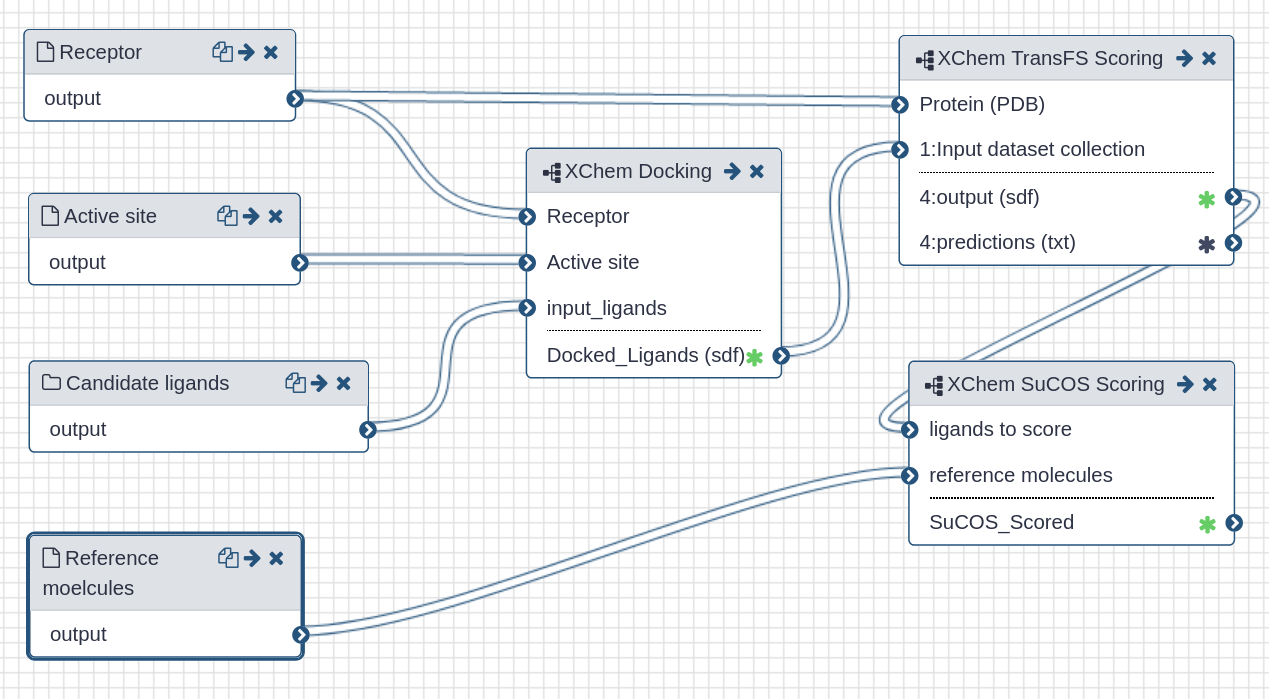 Receptor
output
Active site
output
Candidate ligands
output
Reference
moelcules
output
XChem Docking
Receptor
Active site
input_ligands
Docked_Ligands (sdf)
XChem TransFS Scoring
Protein (PDB)
1:Input dataset collection
4:output (sdf)
4:predictions (txt)
XChem SuCOS Scoring
ligands to score
reference molecules
SuCOS_Scored